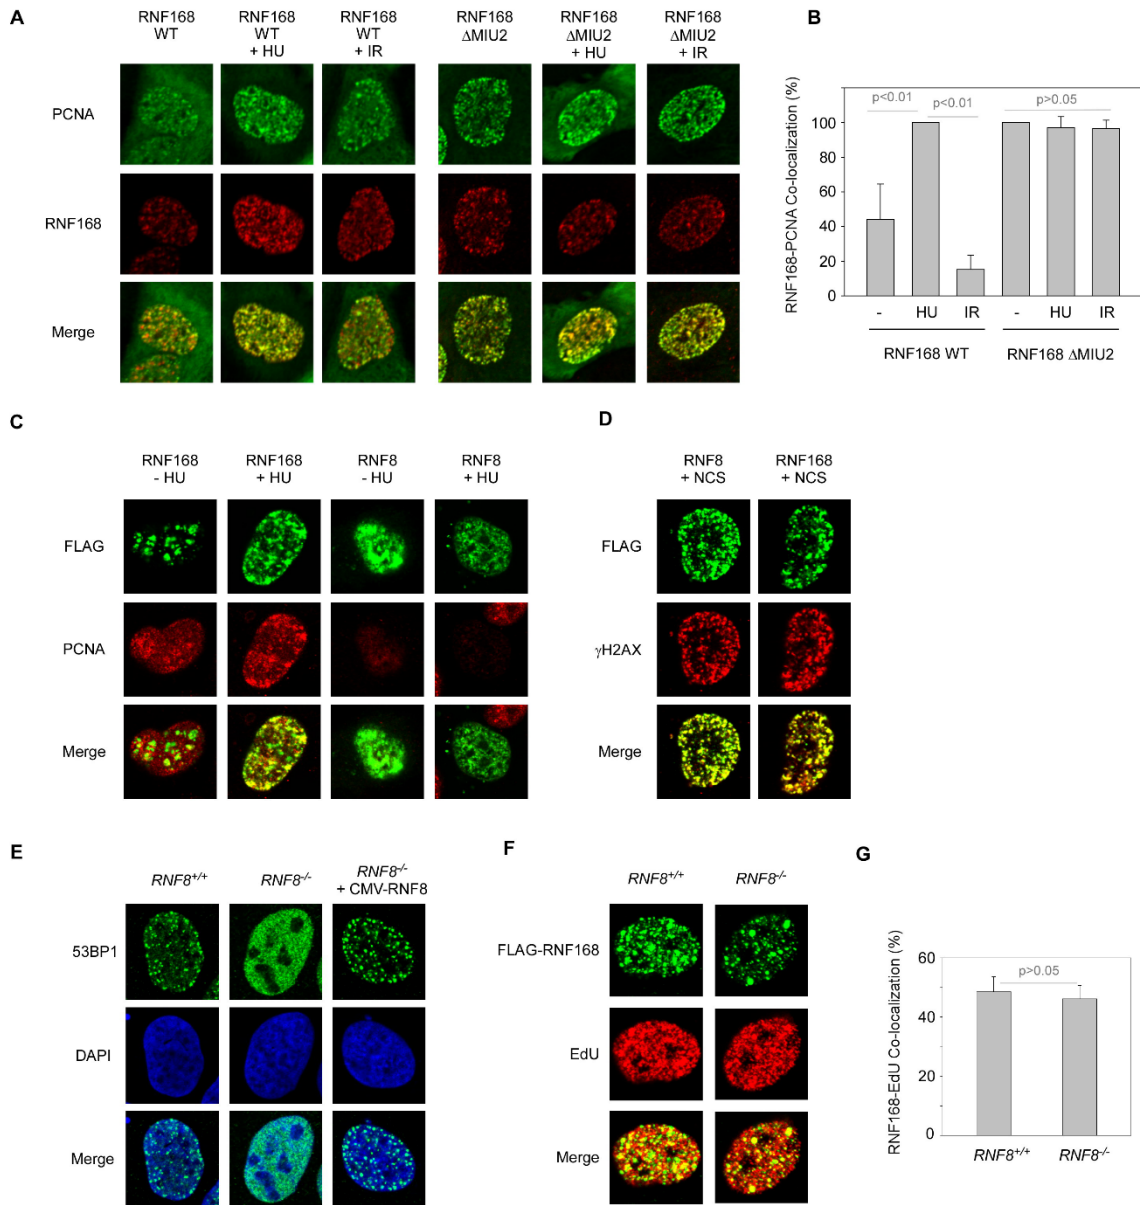 A
RNF168
WT
RNF168
WT
+ HU
RNF168
WT
+ IR
RNF168
ΔMIU2
RNF168
ΔMIU2
+ HU
RNF168
ΔMIU2
+ IR
PCNA
RNF168
Merge
B
RNF168-PCNA Co-localization (%)
p<0.01
p<0.01
p>0.05
100
80
60
40
20
0
-
HU
IR
-
HU
IR
RNF168 WT
RNF168 ΔMIU2
C
RNF168
- HU
RNF168
+ HU
RNF8
- HU
RNF8
+ HU
FLAG
PCNA
Merge
D
RNF8
+ NCS
RNF168
+ NCS
FLAG
γH2AX
Merge
E
RNF8+/+
RNF8-/-
RNF8-/-
+ CMV-RNF8
53BP1
DAPI
Merge
F
RNF8+/+
RNF8-/-
FLAG-RNF168
EdU
Merge
G
RNF168-EdU Co-localization (%)
60
40
20
0
p>0.05
RNF8+/+
RNF8-/-